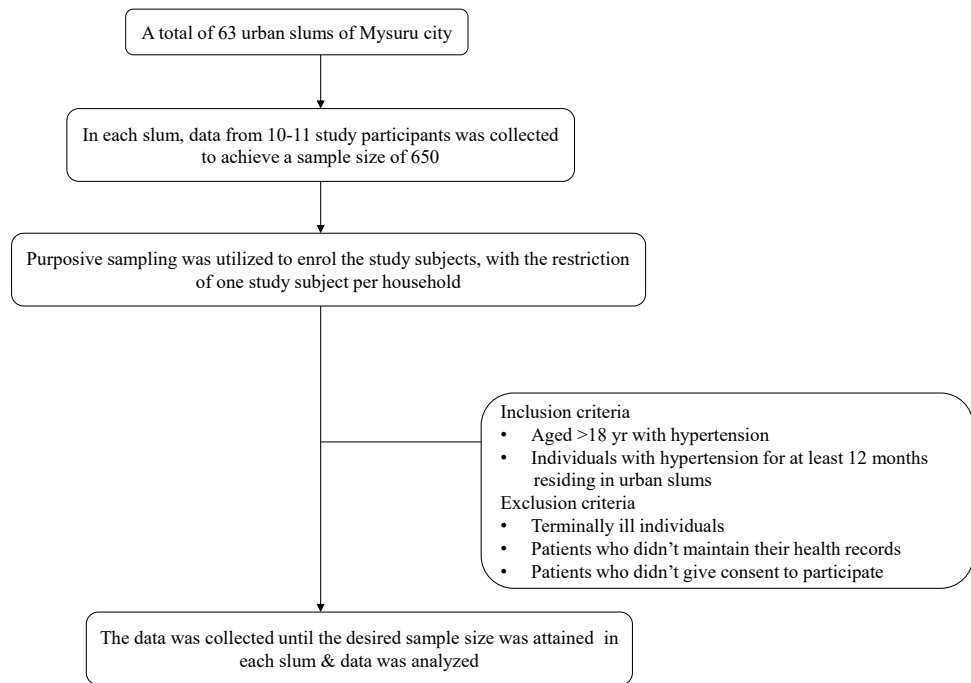 A total of 63 urban slums of Mysuru city
In each slum, data from 10-11 study participants was collected
to achieve a sample size of 650
Purposive sampling was utilized to enrol the study subjects, with the restriction
of one study subject per household
Inclusion criteria
• Aged >18 yr with hypertension
• Individuals with hypertension for at least 12 months
residing in urban slums
Exclusion criteria
• Terminally ill individuals
• Patients who didn’t maintain their health records
• Patients who didn’t give consent to participate
The data was collected until the desired sample size was attained in
each slum & data was analyzed